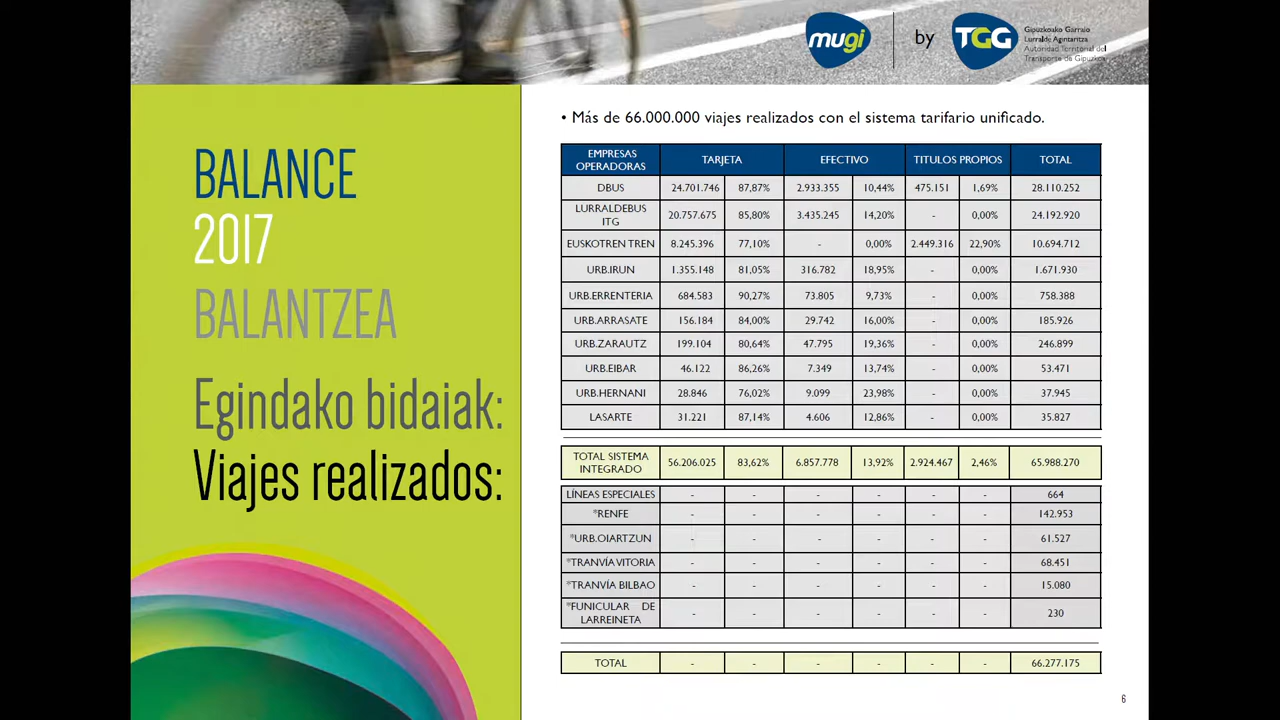 mugi
by
TGG
Gipuzkoako Garraio
Lurralde Agintaritza
Autoridad Territorial del
Transporte de Gipuzkoa
BALANCE
2017
BALANTZEA
Egindako bidaiak:
Viajes realizados:
• Más de 66.000.000 viajes realizados con el sistema tarifario unificado.
EMPRESAS OPERADORAS TARJETA EFECTIVO TITULOS PROPIOS TOTAL
DBUS 24.701.746 87,87% 2.933.355 10,44% 475.151 1,69% 28.110.252
LURRALDEBUS ITG 20.757.675 85,80% 3.435.245 14,20% - 0,00% 24.192.920
EUSKOTREN TREN 8.245.396 77,10% - 0,00% 2.449.316 22,90% 10.694.712
URB.IRUN 1.355.148 81,05% 316.782 18,95% - 0,00% 1.671.930
URB.ERRENTERIA 684.583 90,27% 73.805 9,73% - 0,00% 758.388
URB.ARRASATE 156.184 84,00% 29.742 16,00% - 0,00% 185.926
URB.ZARAUTZ 199.104 80,64% 47.795 19,36% - 0,00% 246.899
URB.EIBAR 46.122 86,26% 7.349 13,74% - 0,00% 53.471
URB.HERNANI 28.846 76,02% 9.099 23,98% - 0,00% 37.945
LASARTE 31.221 87,14% 4.606 12,86% - 0,00% 35.827
TOTAL SISTEMA INTEGRADO 56.206.025 83,62% 6.857.778 13,92% 2.924.467 2,46% 65.988.270
LÍNEAS ESPECIALES - - - - - - 664
*RENFE - - - - - - 142.953
*URB.OIARTZUN - - - - - - 61.527
*TRANVÍA VITORIA - - - - - - 68.451
*TRANVÍA BILBAO - - - - - - 15.080
*FUNICULAR DE LARREINETA - - - - - - 230
TOTAL - - - - - - 66.277.175
6